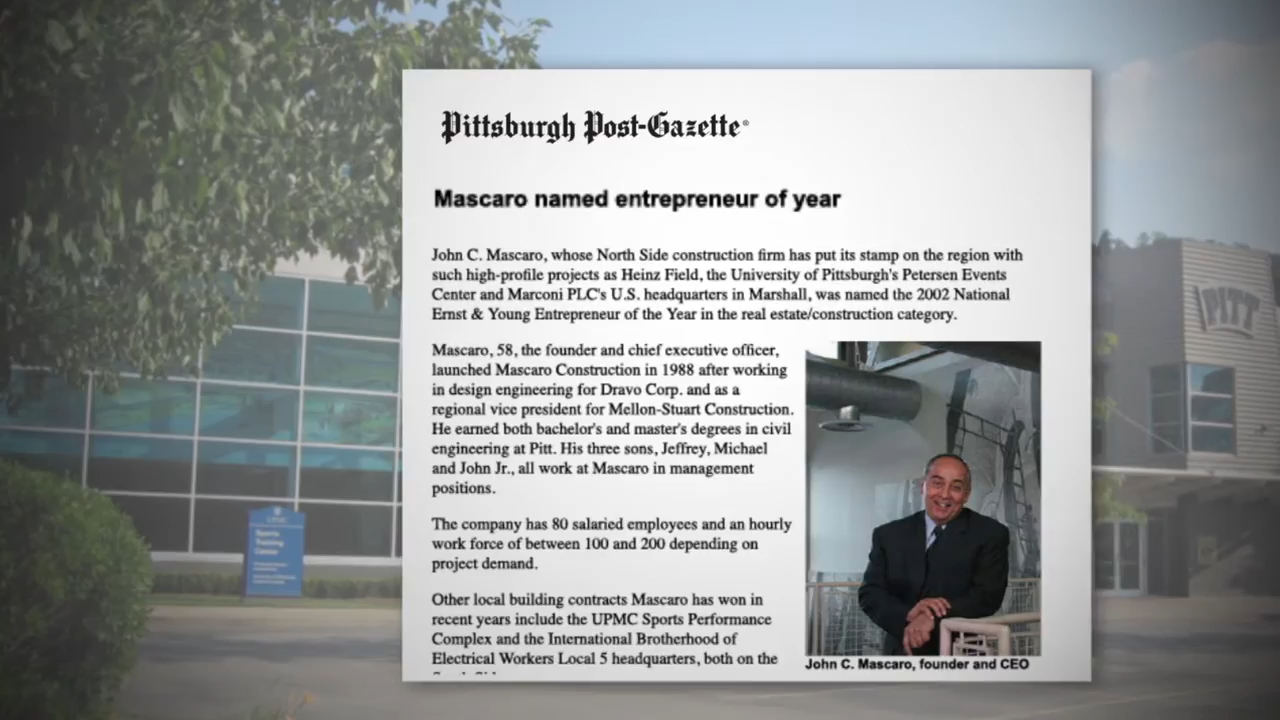 Pittsburgh Post-Gazette®
Mascaro named entrepreneur of year
John C. Mascaro, whose North Side construction firm has put its stamp on the region with
such high-profile projects as Heinz Field, the University of Pittsburgh's Petersen Events
Center and Marconi PLC's U.S. headquarters in Marshall, was named the 2002 National
Ernst & Young Entrepreneur of the Year in the real estate/construction category.
Mascaro, 58, the founder and chief executive officer,
launched Mascaro Construction in 1988 after working
in design engineering for Dravo Corp. and as a
regional vice president for Mellon-Stuart Construction.
He earned both bachelor's and master's degrees in civil
engineering at Pitt. His three sons, Jeffrey, Michael
and John Jr., all work at Mascaro in management
positions.
The company has 80 salaried employees and an hourly
work force of between 100 and 200 depending on
project demand.
Other local building contracts Mascaro has won in
recent years include the UPMC Sports Performance
Complex and the International Brotherhood of
Electrical Workers Local 5 headquarters, both on the
John C. Mascaro, founder and CEO
PITT
UPMC
Sports
Training
Center